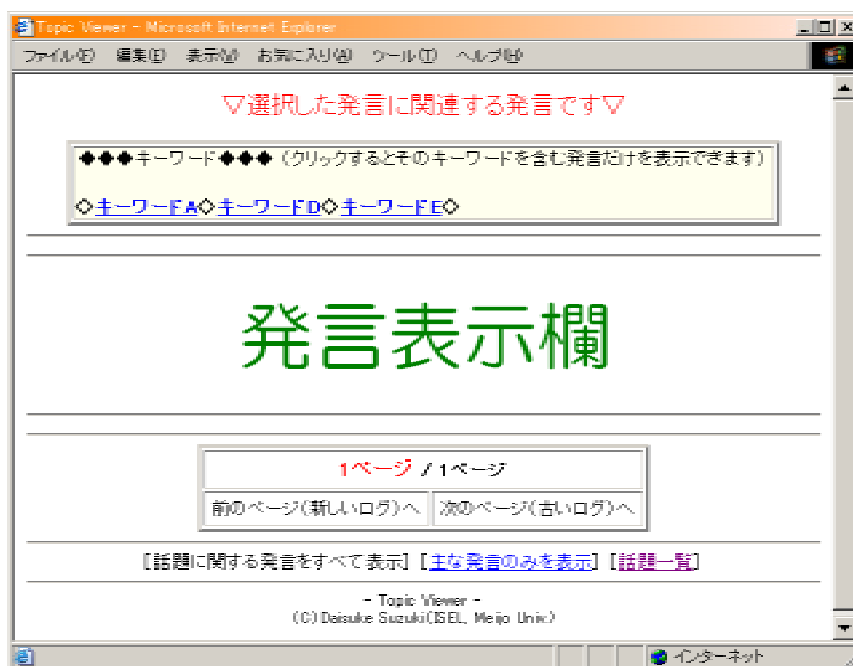 Topic Viewer - Microsoft Internet Explorer
ファイル(F) 編集(E) 表示(V) お気に入り(A) ツール(T) ヘルプ(H)
▽選択した発言に関連する発言です▽
◆◆◆キーワード◆◆◆（クリックするとそのキーワードを含む発言だけを表示できます）
◇キーワードA◇キーワードD◇キーワードE◇
発言表示欄
1ページ / 1ページ
前のページ(新しいログ)へ 次のページ(古いログ)へ
[話題に関する発言をすべて表示] [主な発言のみを表示] [話題一覧]
- Topic Viewer -
(C)Daisuke Suzuki(ISEL, Meijo Univ.)
インターネット